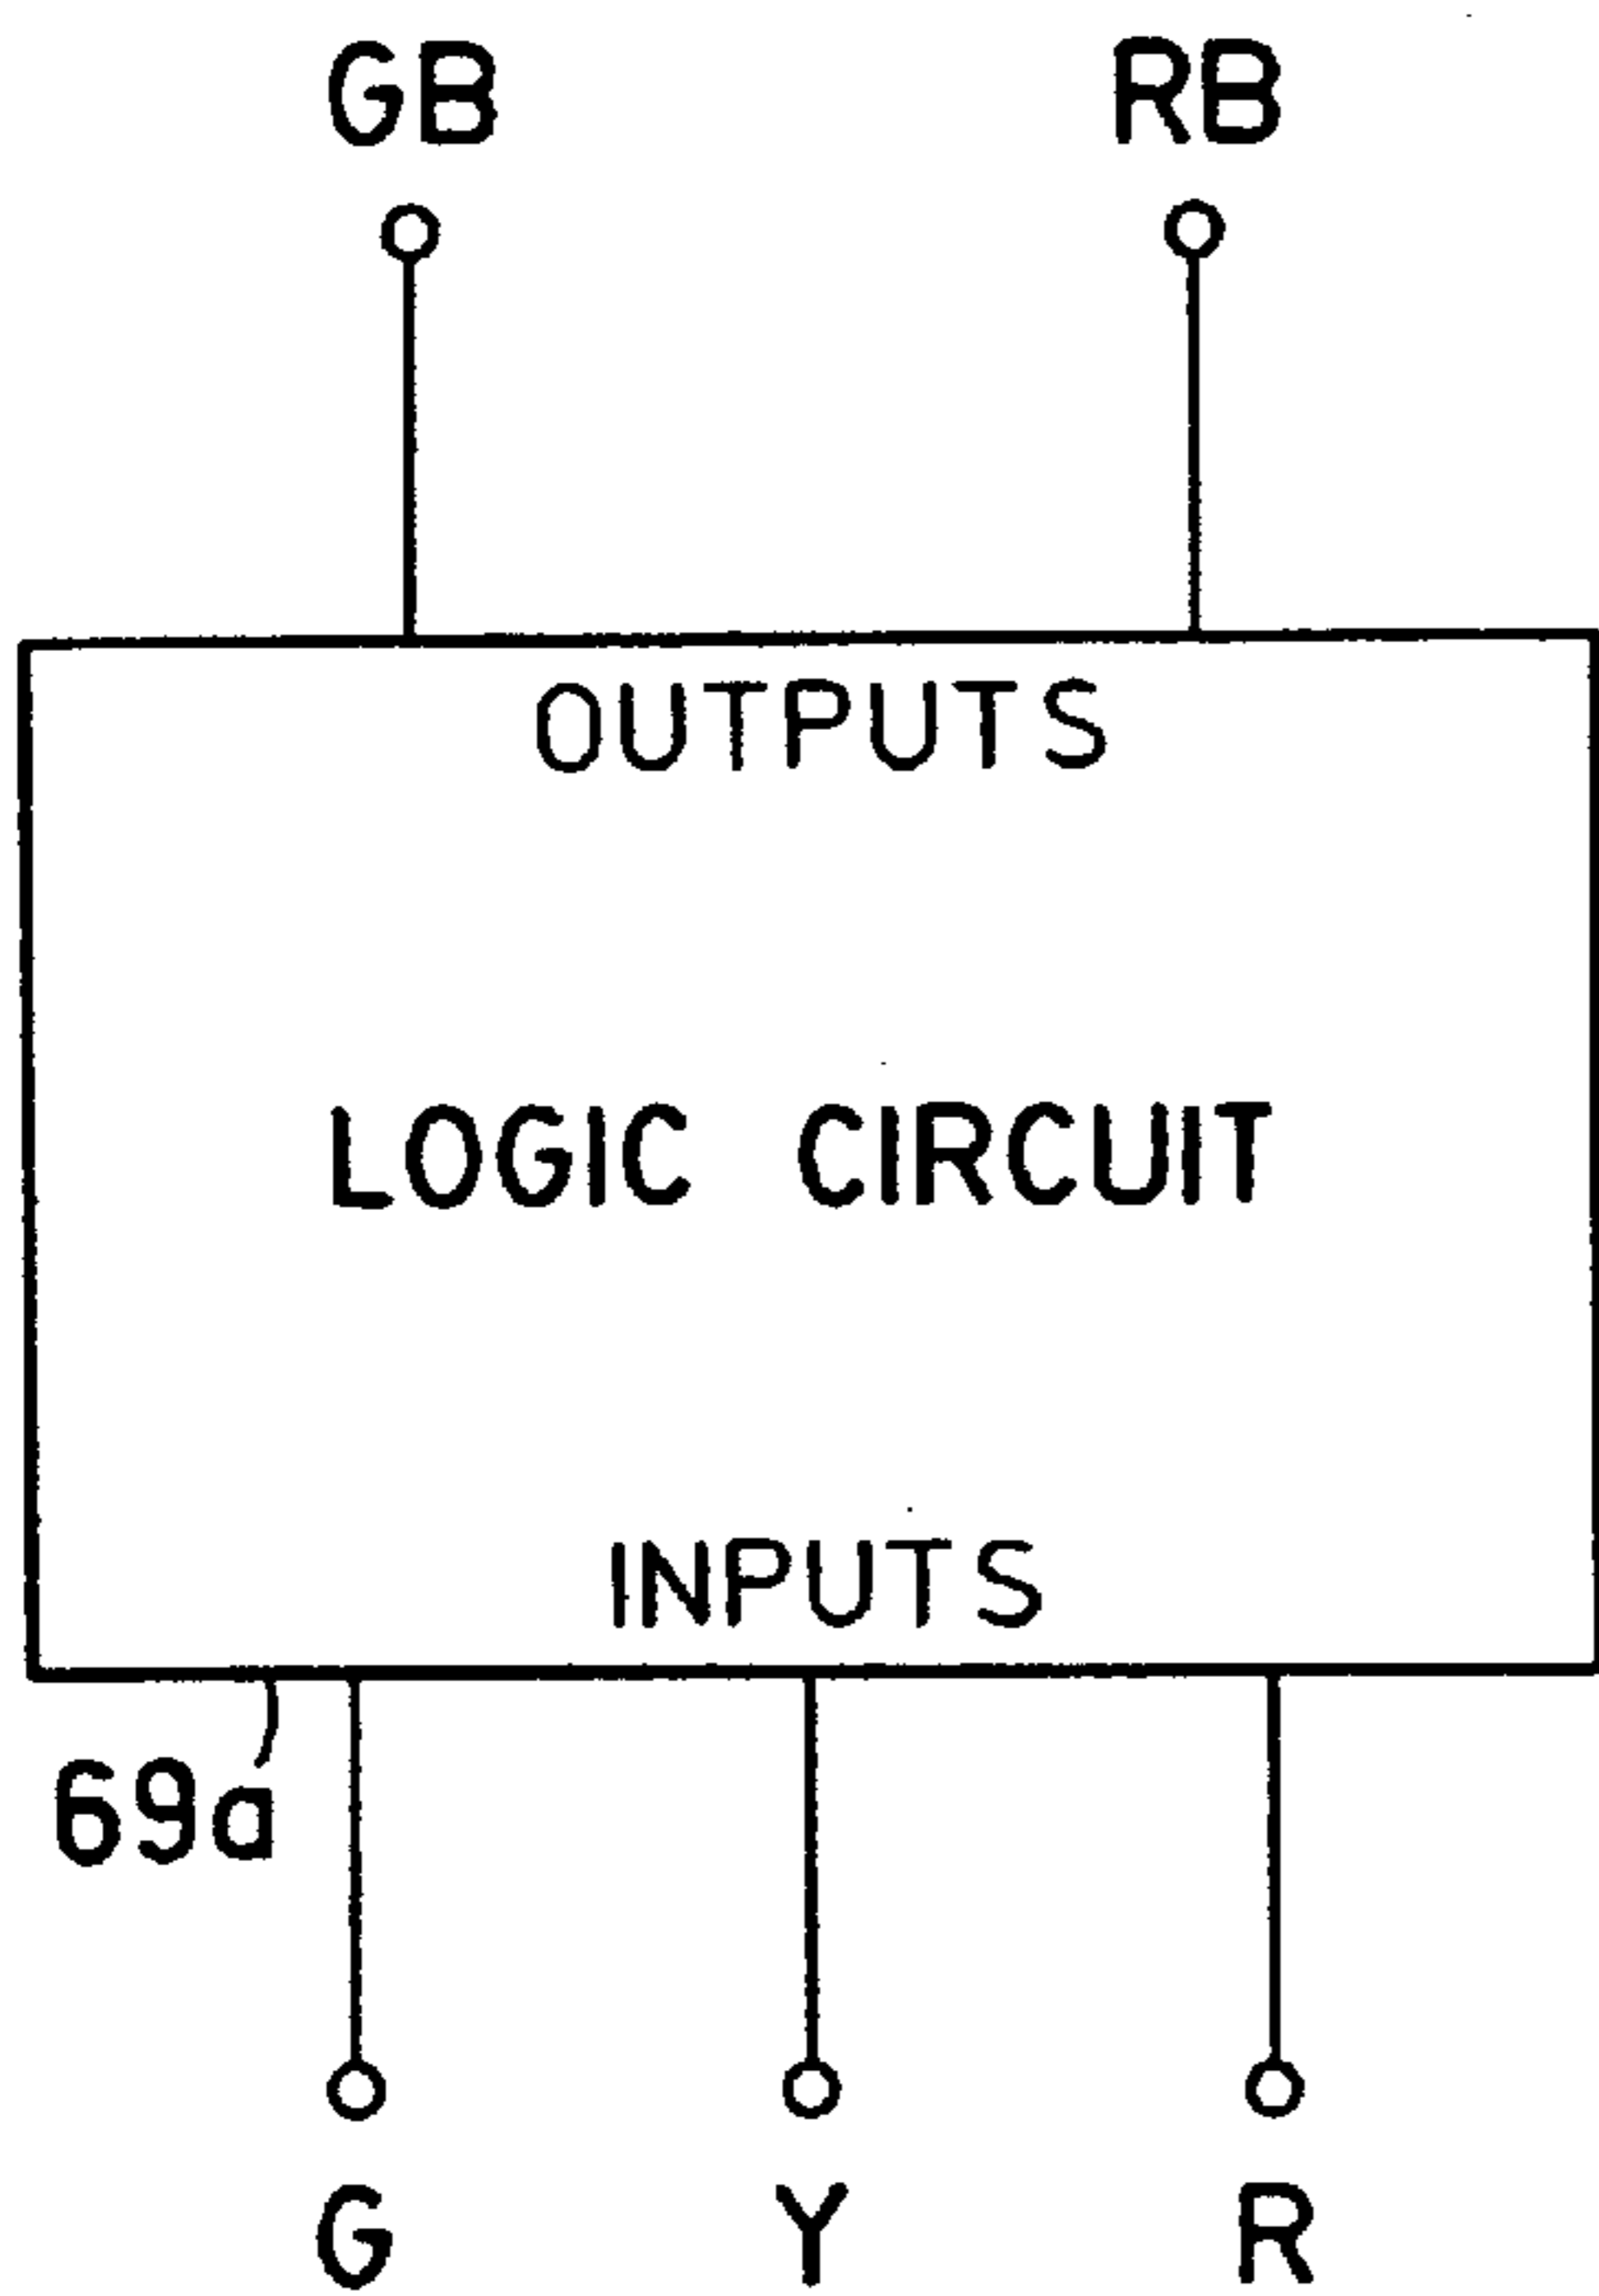 GB RB
OUTPUTS
LOGIC CIRCUIT
INPUTS
69a
G Y R